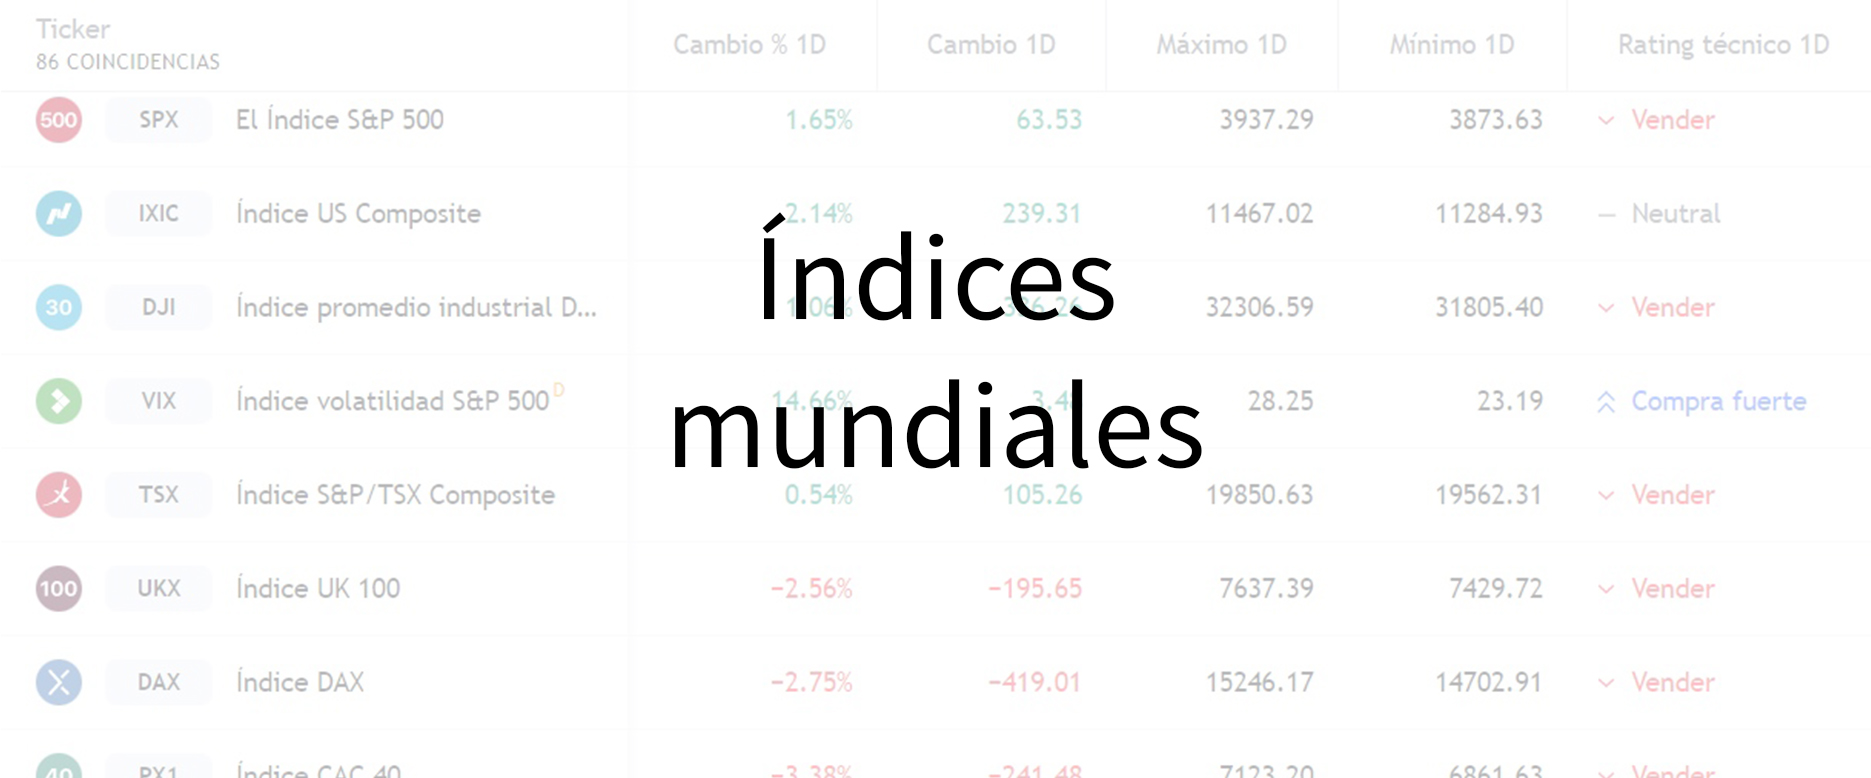 Ticker
86 COINCIDENCIAS
Cambio % 1D Cambio 1D Máximo 1D Mínimo 1D Rating técnico 1D
500 SPX El Índice S&P 500 1.65% 63.53 3937.29 3873.63 Vender
IXIC Índice US Composite 2.14% 239.31 11467.02 11284.93 — Neutral
30 DJI Índice promedio industrial D... 32306.59 31805.40 Vender
Índices
VIX Índice volatilidad S&P 500 D 14.66% 28.25 23.19 Compra fuerte
mundiales
TSX Índice S&P/TSX Composite 0.54% 105.26 19850.63 19562.31 Vender
100 UKX Índice UK 100 −2.56% −195.65 7637.39 7429.72 Vender
DAX Índice DAX −2.75% −419.01 15246.17 14702.91 Vender
40 PX1 Índice CAC 40 −3.38% −241.48 7123.20 6861.63 Vender